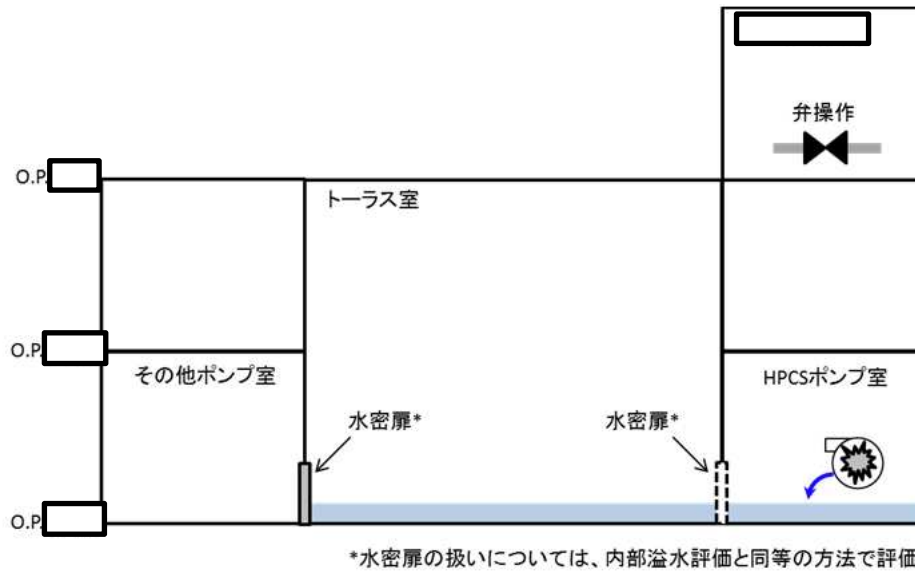 弁操作
O.P.
トーラス室
O.P.
その他ポンプ室
HPCSポンプ室
水密扉*
水密扉*
O.P.
*水密扉の扱いについては、内部溢水評価と同等の方法で評価